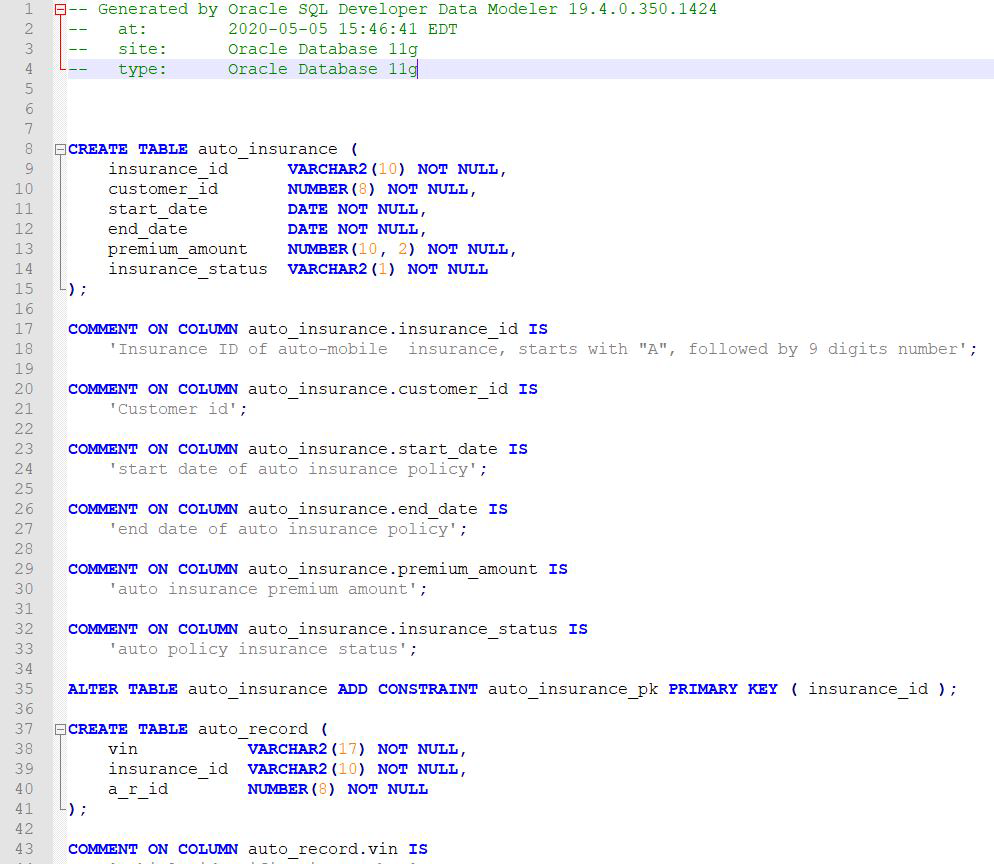 1 -- Generated by Oracle SQL Developer Data Modeler 19.4.0.350.1424
2 --   at:        2020-05-05 15:46:41 EDT
3 --   site:      Oracle Database 11g
4 --   type:      Oracle Database 11g
5
6
7
8 CREATE TABLE auto_insurance (
9     insurance_id      VARCHAR2(10) NOT NULL,
10     customer_id       NUMBER(8) NOT NULL,
11     start_date        DATE NOT NULL,
12     end_date          DATE NOT NULL,
13     premium_amount    NUMBER(10, 2) NOT NULL,
14     insurance_status  VARCHAR2(1) NOT NULL
15 );
16
17 COMMENT ON COLUMN auto_insurance.insurance_id IS
18     'Insurance ID of auto-mobile  insurance, starts with "A", followed by 9 digits number';
19
20 COMMENT ON COLUMN auto_insurance.customer_id IS
21     'Customer id';
22
23 COMMENT ON COLUMN auto_insurance.start_date IS
24     'start date of auto insurance policy';
25
26 COMMENT ON COLUMN auto_insurance.end_date IS
27     'end date of auto insurance policy';
28
29 COMMENT ON COLUMN auto_insurance.premium_amount IS
30     'auto insurance premium amount';
31
32 COMMENT ON COLUMN auto_insurance.insurance_status IS
33     'auto policy insurance status';
34
35 ALTER TABLE auto_insurance ADD CONSTRAINT auto_insurance_pk PRIMARY KEY ( insurance_id );
36
37 CREATE TABLE auto_record (
38     vin           VARCHAR2(17) NOT NULL,
39     insurance_id  VARCHAR2(10) NOT NULL,
40     a_r_id        NUMBER(8) NOT NULL
41 );
42
43 COMMENT ON COLUMN auto_record.vin IS